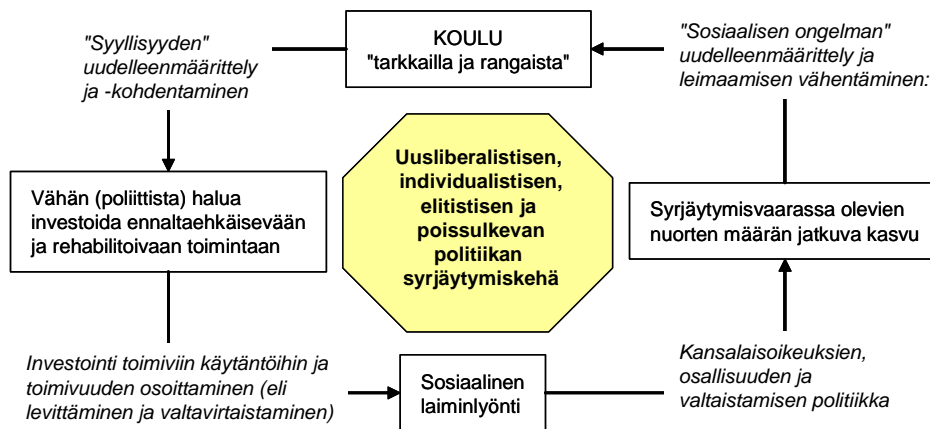 "Syyllisyyden"
uudelleenmäärittely
ja -kohdentaminen
KOULU
"tarkkailla ja rangaista"
"Sosiaalisen ongelman"
uudelleenmäärittely ja
leimaamisen vähentäminen:
Vähän (poliittista) halua
investoida ennaltaehkäisevään
ja rehabilitoivaan toimintaan
Uusliberalistisen,
individualistisen,
elitistisen ja
poissulkevan
politiikan
syrjäytymiskehä
Syrjäytymisvaarassa olevien
nuorten määrän jatkuva kasvu
Investointi toimiviin käytäntöihin ja
toimivuuden osoittaminen (eli
levittäminen ja valtavirtaistaminen)
Sosiaalinen
laiminlyönti
Kansalaisoikeuksien,
osallisuuden ja
valtaistamisen politiikka